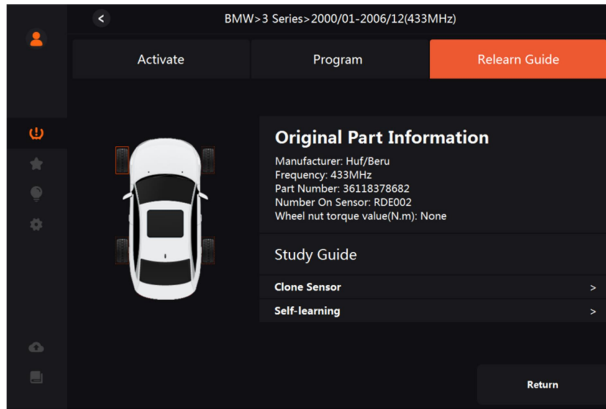 BMW>3 Series>2000/01-2006/12(433MHz)
Activate
Program
Relearn Guide
Original Part Information
Manufacturer: Huf/Beru
Frequency: 433MHz
Part Number: 36118378682
Number On Sensor: RDE002
Wheel nut torque value(N.m): None
Study Guide
Clone Sensor >
Self-learning >
Return